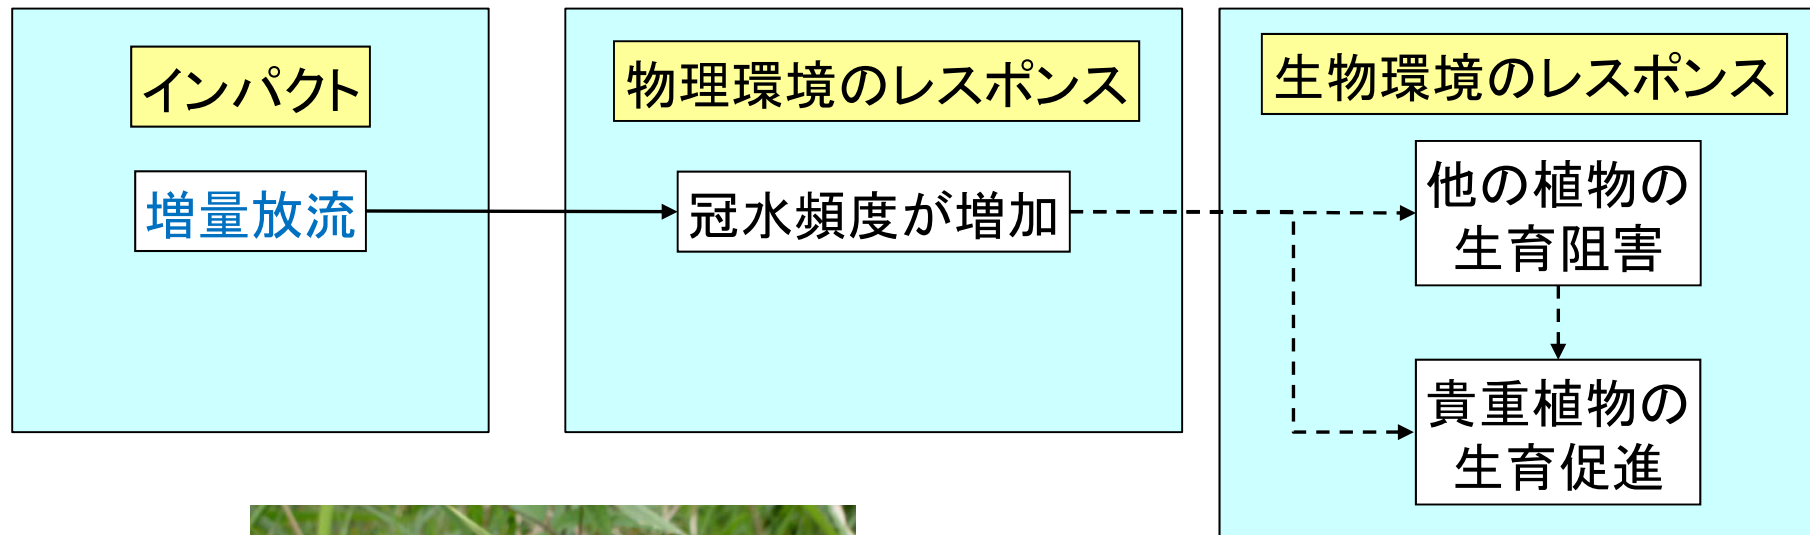 インパクト
増量放流
物理環境のレスポンス
冠水頻度が増加
生物環境のレスポンス
他の植物の
生育阻害
貴重植物の
生育促進